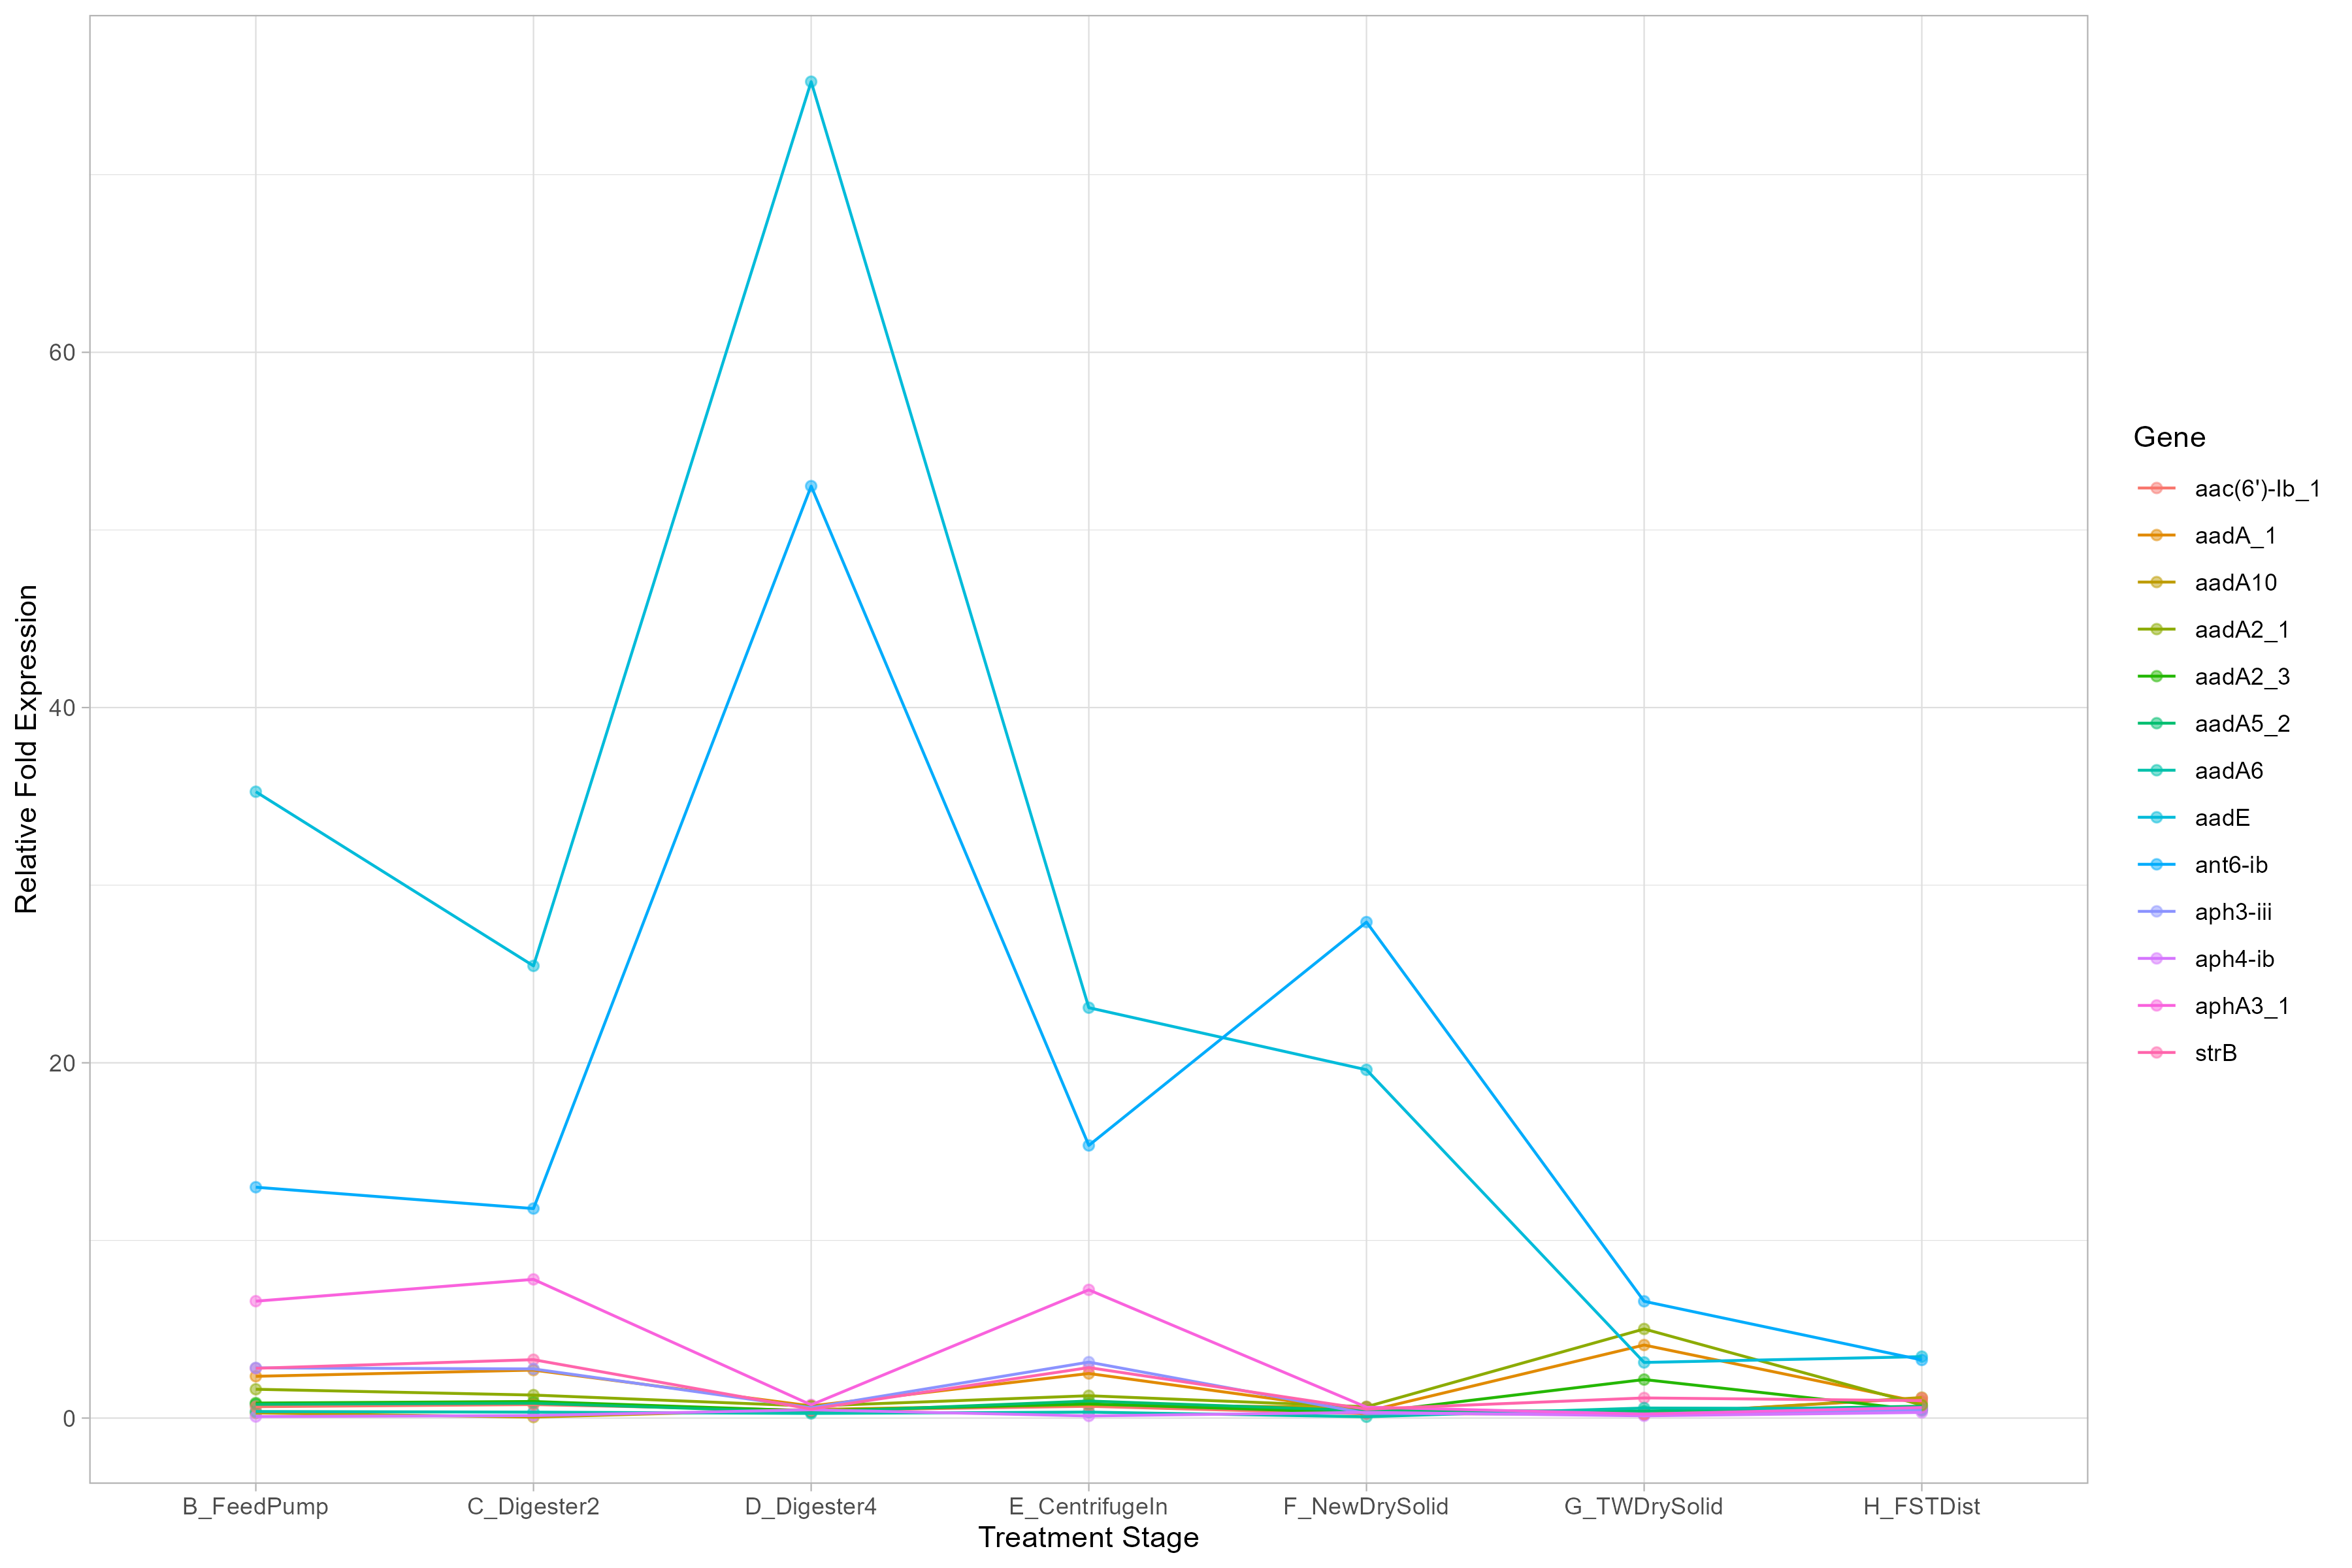 60
40
20
0
Relative Fold Expression
B_FeedPump
C_Digester2
D_Digester4
E_CentrifugeIn
F_NewDrySolid
G_TWDrySolid
H_FSTDist
Treatment Stage
Gene
aac(6')-Ib_1
aadA_1
aadA10
aadA2_1
aadA2_3
aadA5_2
aadA6
aadE
ant6-ib
aph3-iii
aph4-ib
aphA3_1
strB